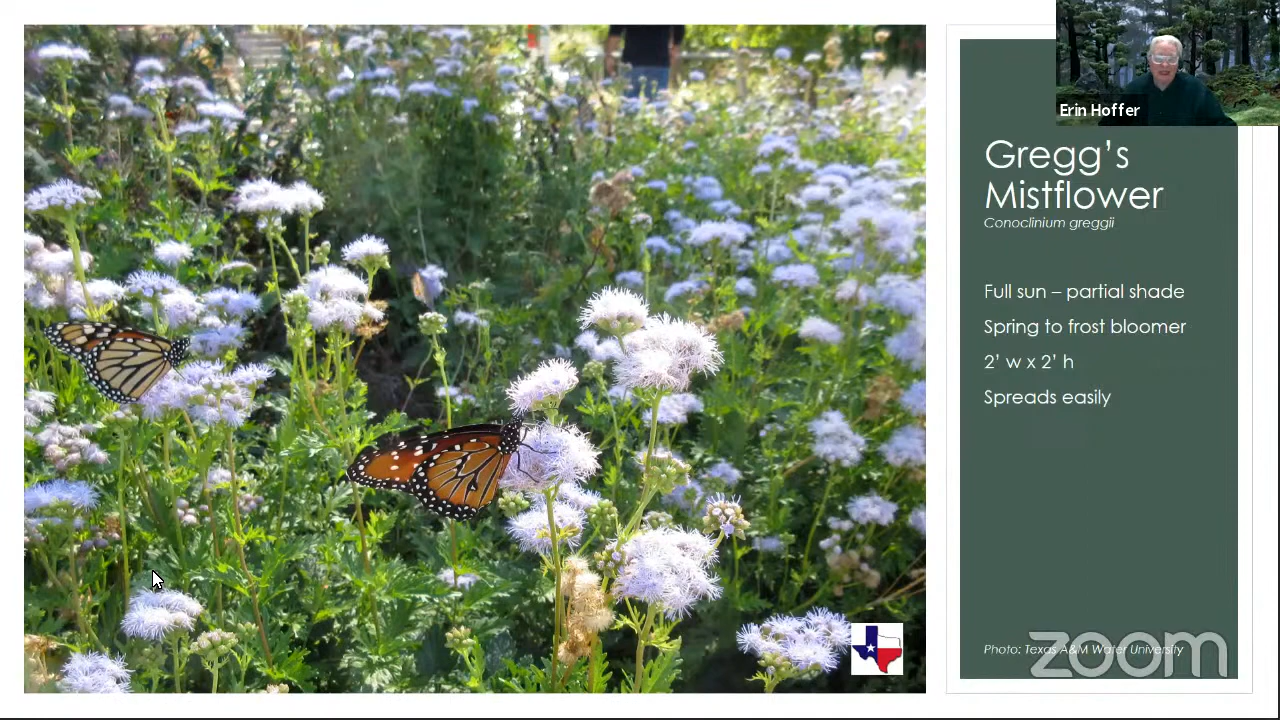 Erin Hoffer
Gregg’s
Mistflower
Conoclinium greggii
Full sun – partial shade
Spring to frost bloomer
2’ w x 2’ h
Spreads easily
Photo: Texas A&M Water University
zoom